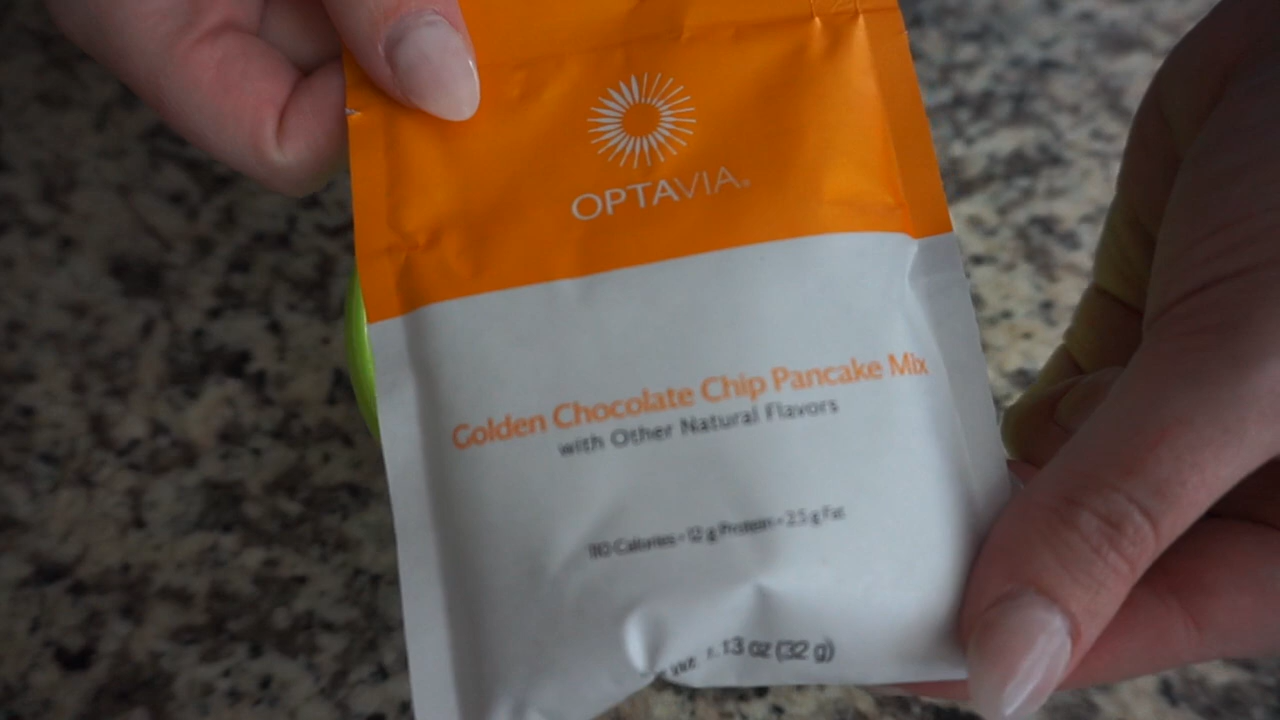 OPTAVIA®
Golden Chocolate Chip Pancake Mix
with Other Natural Flavors
110 Calories • 12 g Protein • 2.5 g Fat
1.13 oz (32 g)